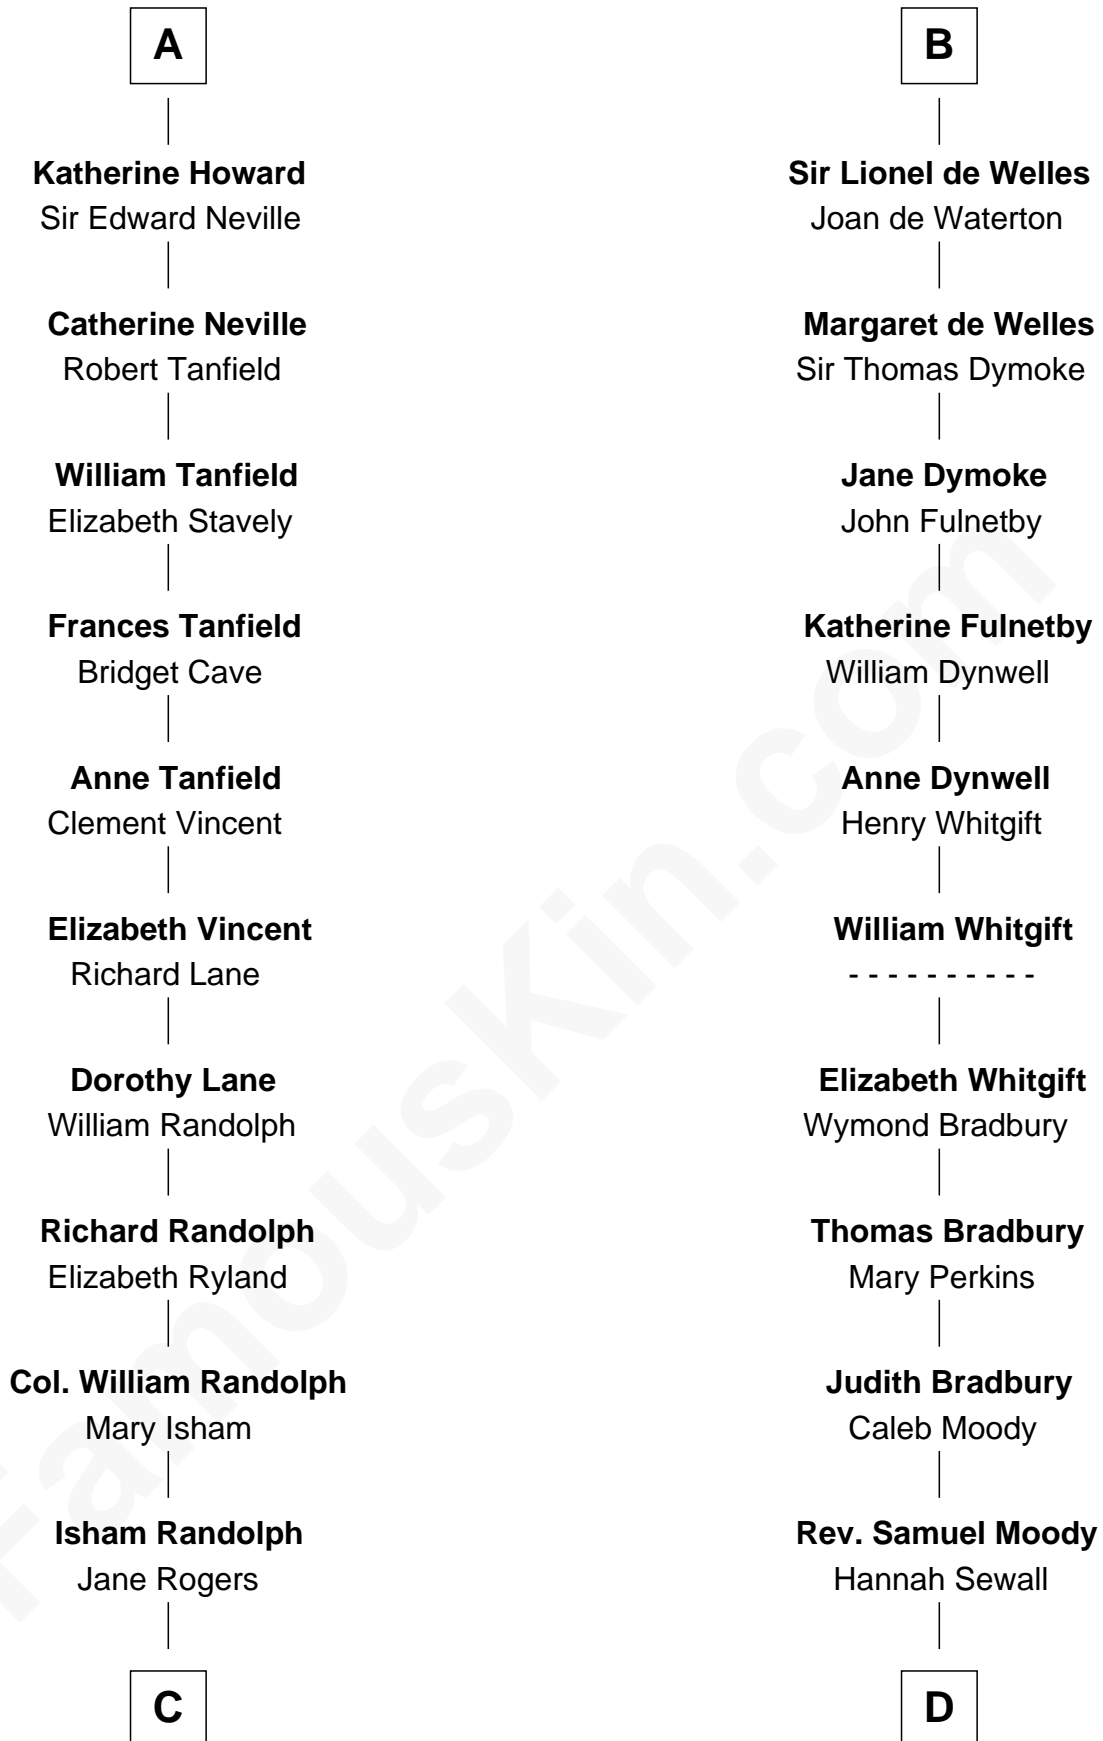 A
Katherine Howard
Sir Edward Neville
Catherine Neville
Robert Tanfield
William Tanfield
Elizabeth Stavely
Frances Tanfield
Bridget Cave
Anne Tanfield
Clement Vincent
Elizabeth Vincent
Richard Lane
Dorothy Lane
William Randolph
Richard Randolph
Elizabeth Ryland
Col. William Randolph
Mary Isham
Isham Randolph
Jane Rogers
C
B
Sir Lionel de Welles
Joan de Waterton
Margaret de Welles
Sir Thomas Dymoke
Jane Dymoke
John Fulnetby
Katherine Fulnetby
William Dynwell
Anne Dynwell
Henry Whitgift
William Whitgift
- - - - - - - - - -
Elizabeth Whitgift
Wymond Bradbury
Thomas Bradbury
Mary Perkins
Judith Bradbury
Caleb Moody
Rev. Samuel Moody
Hannah Sewall
D
FamousKin.com